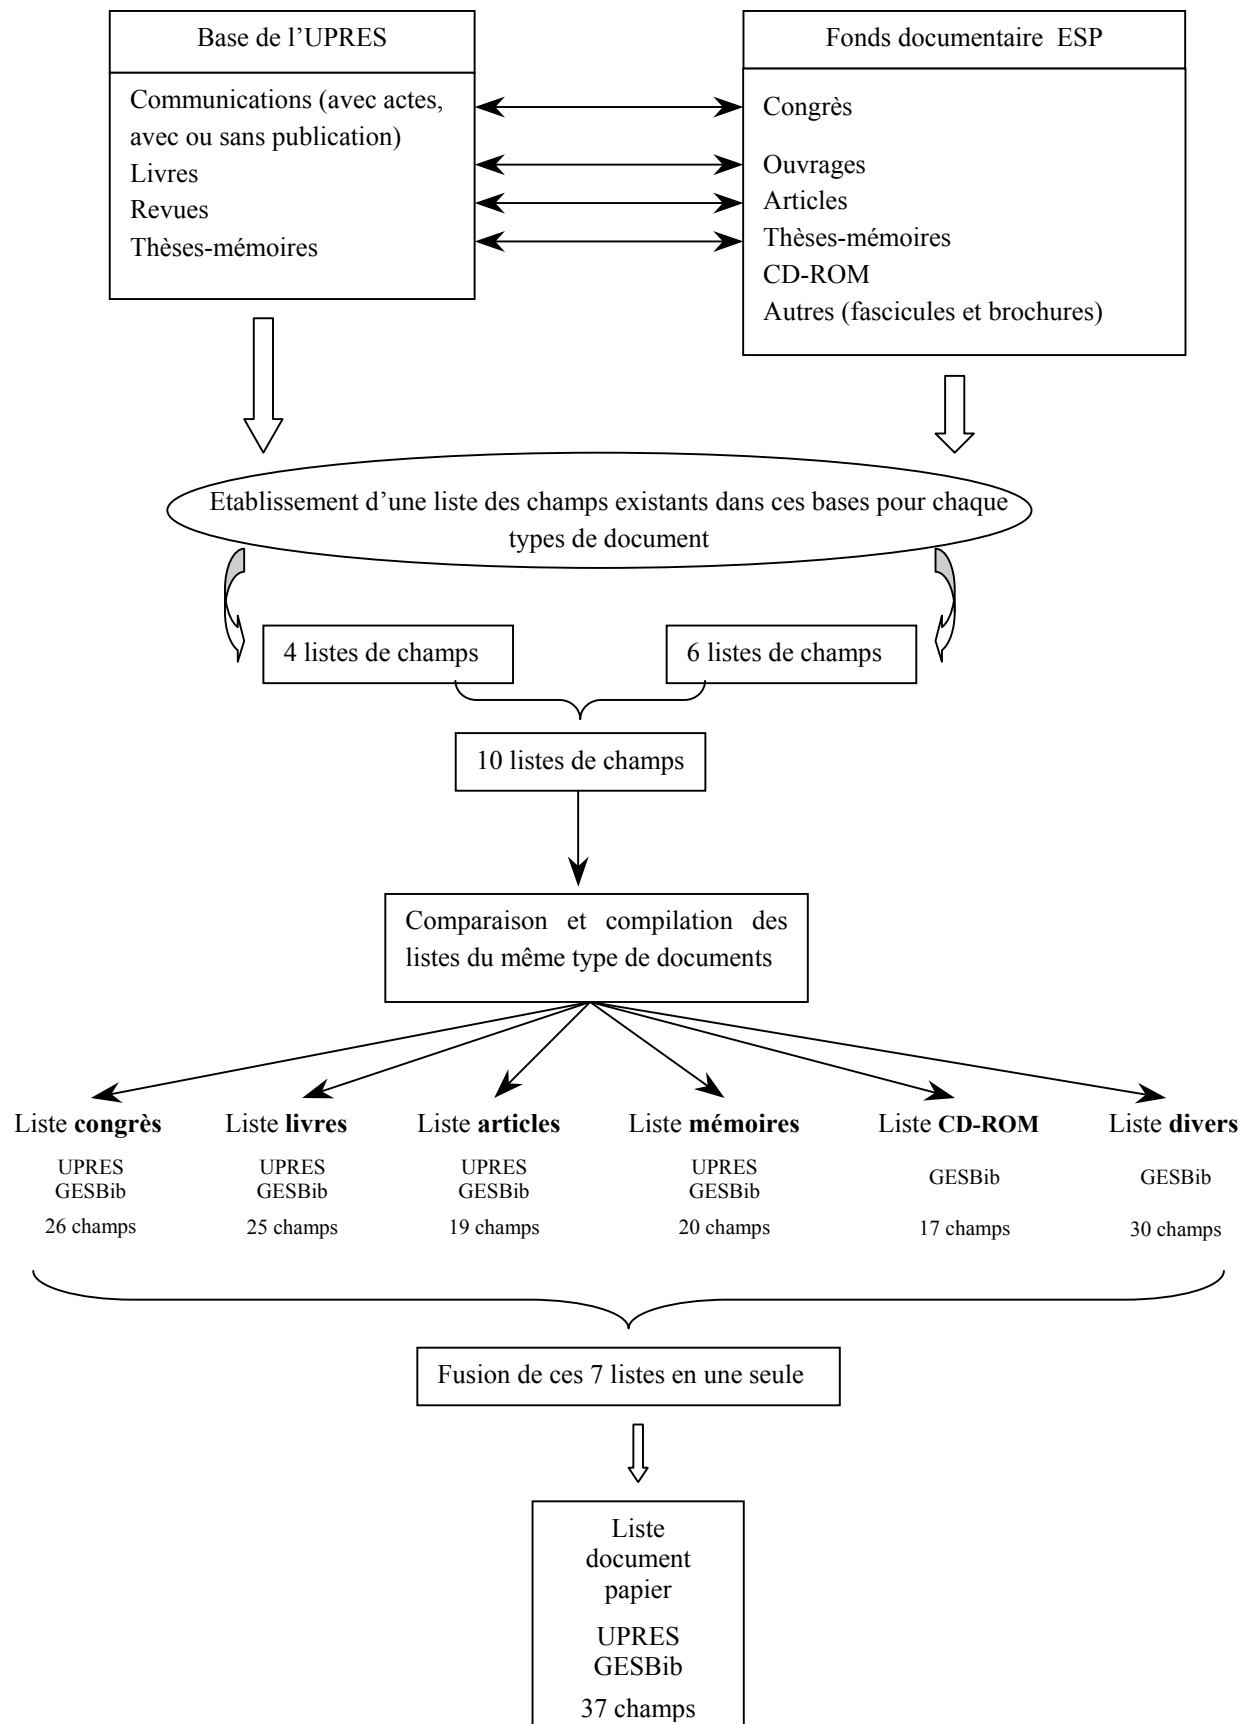 Base de l’UPRES
Fonds documentaire ESP
Communications (avec actes,
avec ou sans publication)
Livres
Revues
Thèses-mémoires
Congrès
Ouvrages
Articles
Thèses-mémoires
CD-ROM
Autres (fascicules et brochures)
Etablissement d’une liste des champs existants dans ces bases pour chaque
types de document
4 listes de champs
6 listes de champs
10 listes de champs
Comparaison et compilation des
listes du même type de documents
Liste congrès
UPRES
GESBib
26 champs
Liste livres
UPRES
GESBib
25 champs
Liste articles
UPRES
GESBib
19 champs
Liste mémoires
UPRES
GESBib
20 champs
Liste CD-ROM
GESBib
17 champs
Liste divers
GESBib
30 champs
Fusion de ces 7 listes en une seule
Liste
document
papier
UPRES
GESBib
37 champs